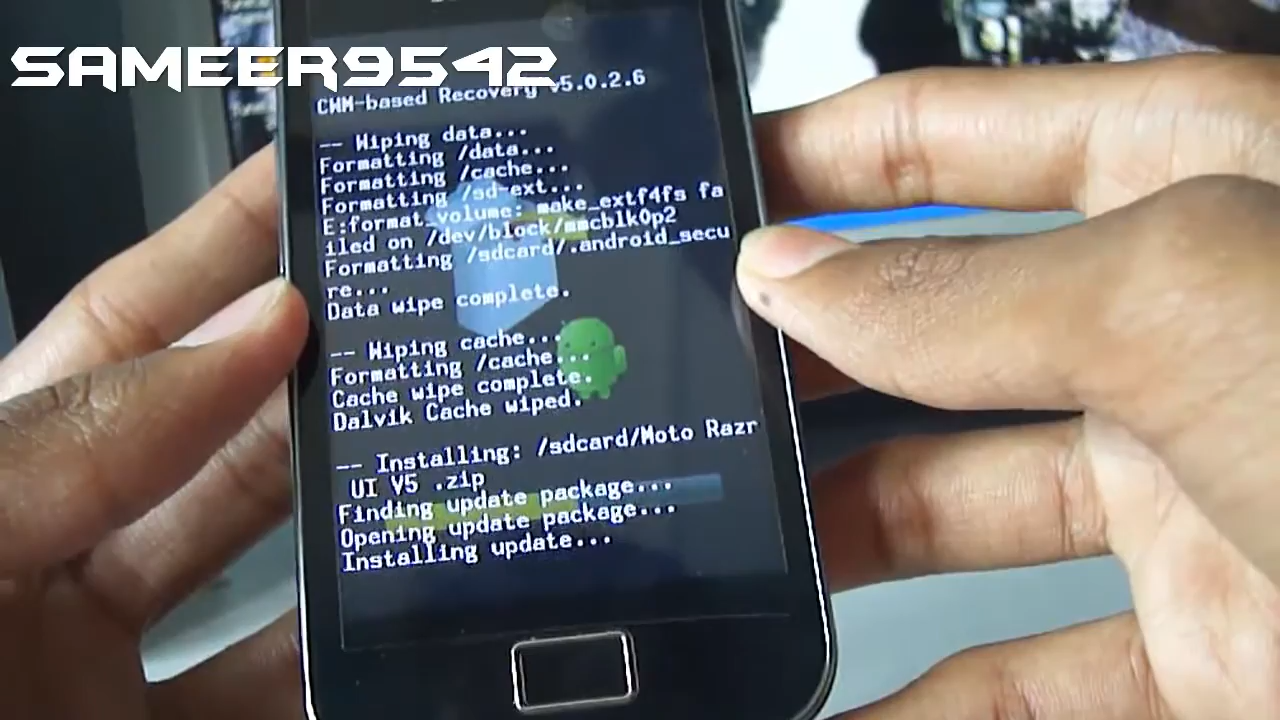 SAMEER9542
CWM-based Recovery v5.0.2.6
-- Wiping data...
Formatting /data...
Formatting /cache...
Formatting /sd-ext...
E:format_volume: make_extf4fs fa
iled on /dev/block/mmcblk0p2
Formatting /sdcard/.android_secu
re...
Data wipe complete.
-- Wiping cache...
Formatting /cache...
Cache wipe complete.
Dalvik Cache wiped.
-- Installing: /sdcard/Moto Razr
UI V5 .zip
Finding update package...
Opening update package...
Installing update...